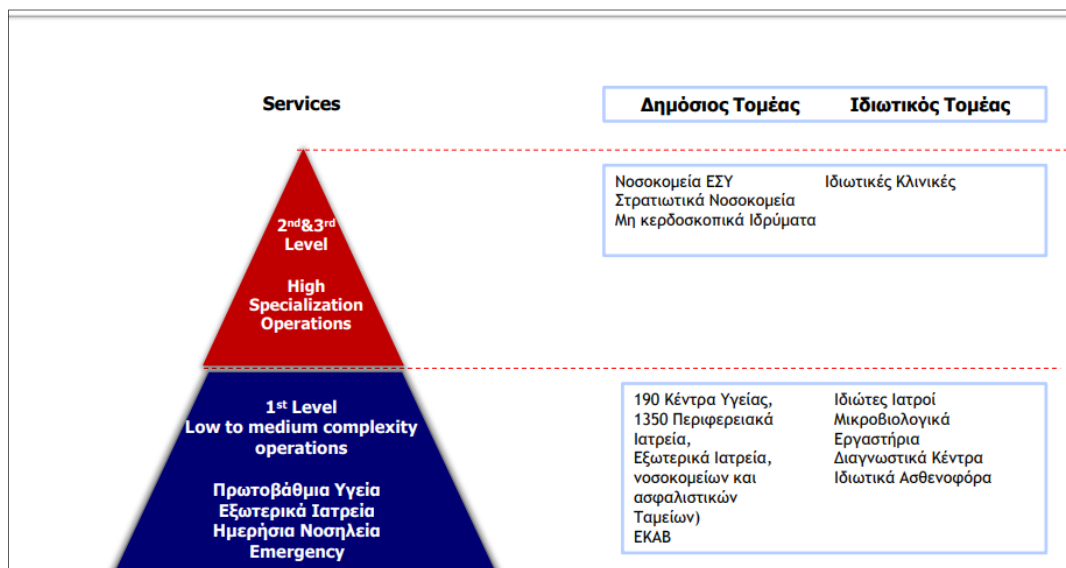 Services
Δημόσιος Τομέας Ιδιωτικός Τομέας
2nd&3rd
Level
High
Specialization
Operations
Νοσοκομεία ΕΣΥ
Στρατιωτικά Νοσοκομεία
Μη κερδοσκοπικά Ιδρύματα
Ιδιωτικές Κλινικές
1st Level
Low to medium complexity
operations
Πρωτοβάθμια Υγεία
Εξωτερικά Ιατρεία
Ημερήσια Νοσηλεία
Emergency
190 Κέντρα Υγείας,
1350 Περιφερειακά
Ιατρεία,
Εξωτερικά Ιατρεία,
νοσοκομείων και
ασφαλιστικών
Ταμείων)
ΕΚΑΒ
Ιδιώτες Ιατροί
Μικροβιολογικά
Εργαστήρια
Διαγνωστικά Κέντρα
Ιδιωτικά Ασθενοφόρα